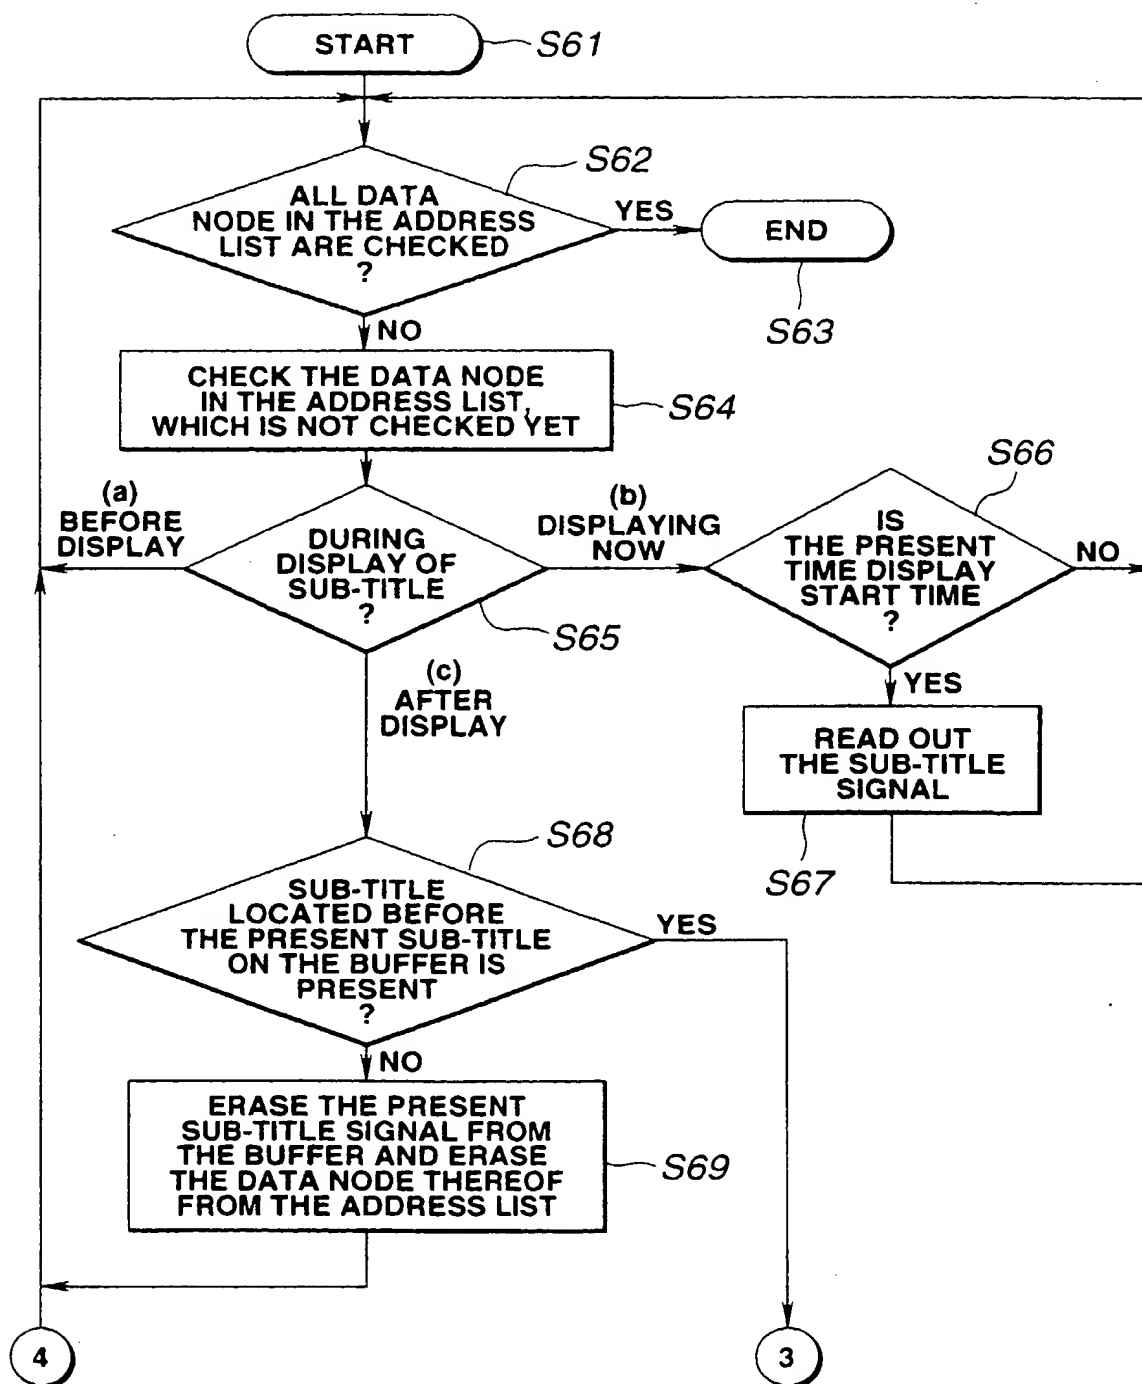 START
S61
S62
ALL DATA
NODE IN THE ADDRESS
LIST ARE CHECKED
?
YES
END
S63
NO
CHECK THE DATA NODE
IN THE ADDRESS LIST,
WHICH IS NOT CHECKED YET
S64
(a)
BEFORE
DISPLAY
DURING
DISPLAY OF
SUB-TITLE
?
S65
(b)
DISPLAYING
NOW
S66
IS
THE PRESENT
TIME DISPLAY
START TIME
?
NO
YES
READ OUT
THE SUB-TITLE
SIGNAL
S67
(c)
AFTER
DISPLAY
S68
SUB-TITLE
LOCATED BEFORE
THE PRESENT SUB-TITLE
ON THE BUFFER IS
PRESENT
?
YES
NO
ERASE THE PRESENT
SUB-TITLE SIGNAL FROM
THE BUFFER AND ERASE
THE DATA NODE THEREOF
FROM THE ADDRESS LIST
S69
4
3